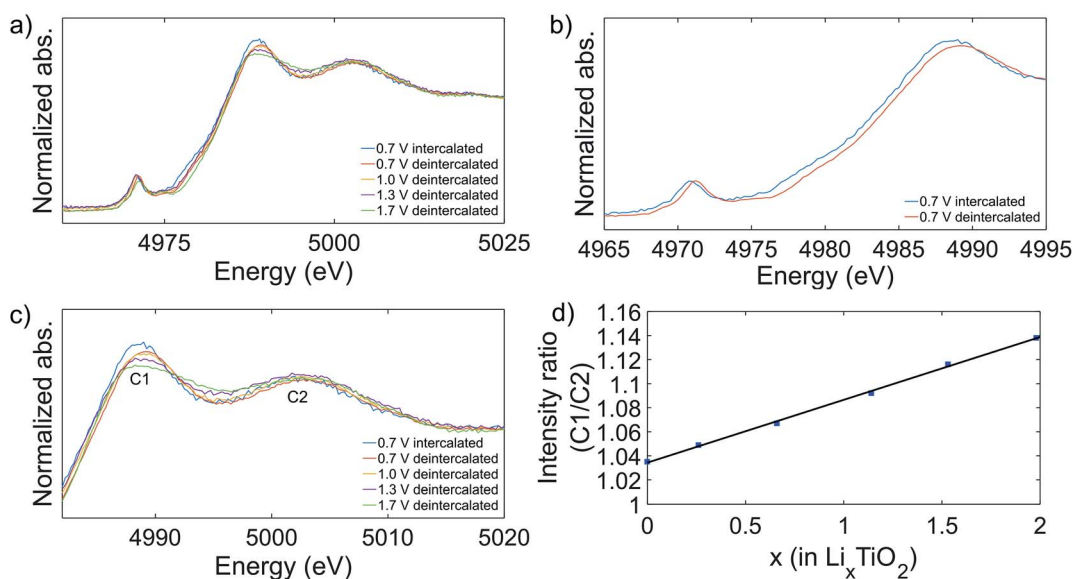 a)
Normalized abs.
0.7 V intercalated
0.7 V deintercalated
1.0 V deintercalated
1.3 V deintercalated
1.7 V deintercalated
4975 5000 5025
Energy (eV)
b)
Normalized abs.
0.7 V intercalated
0.7 V deintercalated
4965 4970 4975 4980 4985 4990 4995
Energy (eV)
c)
Normalized abs.
C1
C2
0.7 V intercalated
0.7 V deintercalated
1.0 V deintercalated
1.3 V deintercalated
1.7 V deintercalated
4990 5000 5010 5020
Energy (eV)
d)
Intensity ratio
(C1/C2)
1.16
1.14
1.12
1.1
1.08
1.06
1.04
1.02
1
0 0.5 1 1.5 2
x (in LixTiO2)